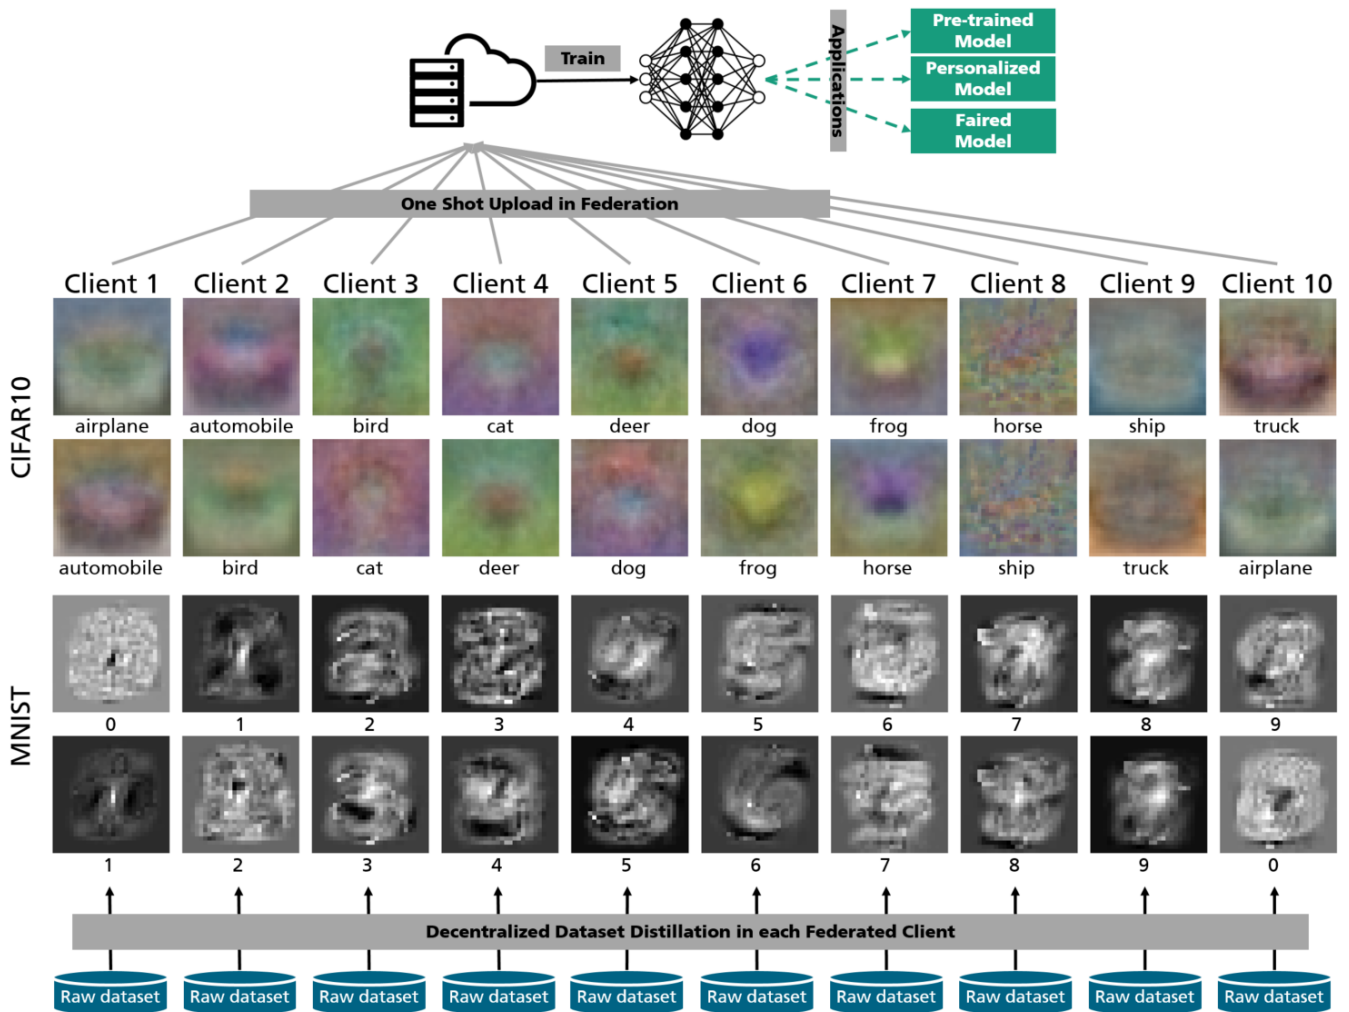 Train
Applications
Pre-trained
Model
Personalized
Model
Faired
Model
One Shot Upload in Federation
Client 1 Client 2 Client 3 Client 4 Client 5 Client 6 Client 7 Client 8 Client 9 Client 10
CIFAR10
airplane automobile bird cat deer dog frog horse ship truck
automobile bird cat deer dog frog horse ship truck airplane
MNIST
0 1 2 3 4 5 6 7 8 9
1 2 3 4 5 6 7 8 9 0
Decentralized Dataset Distillation in each Federated Client
Raw dataset Raw dataset Raw dataset Raw dataset Raw dataset Raw dataset Raw dataset Raw dataset Raw dataset Raw dataset